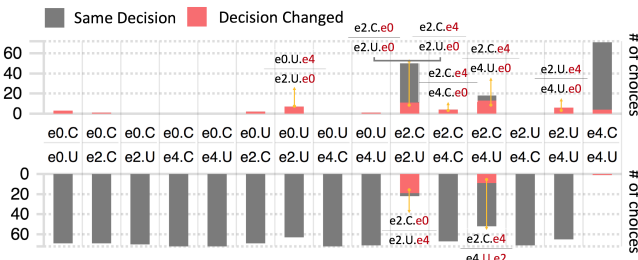 Same Decision
Decision Changed
e2.C.e0
e2.U.e0
e2.C.e4
e2.U.e0
e0.U.e4
e2.U.e0
e2.C.e4
e4.C.e0
e2.C.e4
e4.U.e0
e2.U.e4
e4.U.e0
60
40
20
0
# of choices
e0.C e0.C e0.C e0.C e0.C e0.U e0.U e0.U e0.U e2.C e2.C e2.C e2.U e2.U e4.C
e0.U e2.C e2.U e4.C e4.U e2.C e2.U e4.C e4.U e2.U e4.C e4.U e4.C e4.U e4.U
0
20
40
60
# of choices
e2.C.e0
e2.U.e4
e2.C.e4
e4.U.e2